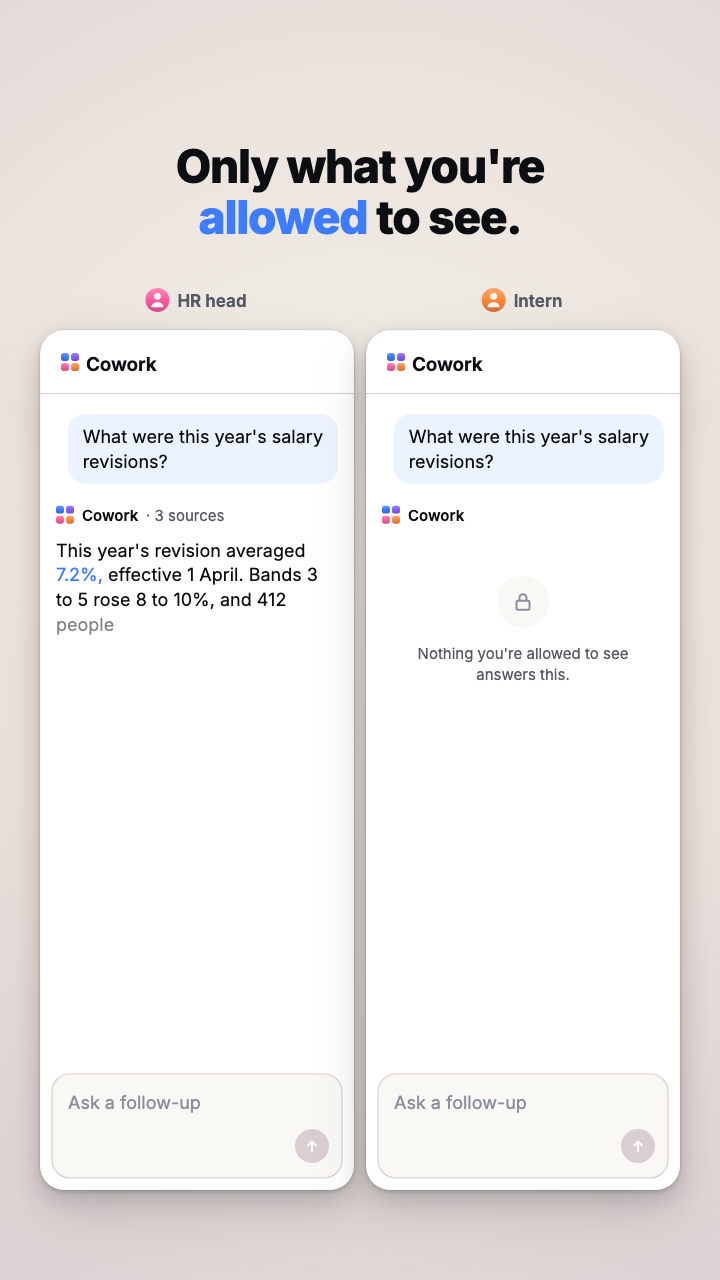 Only what you're
allowed to see.
HR head
Cowork
What were this year's salary
revisions?
Cowork · 3 sources
This year's revision averaged
7.2%, effective 1 April. Bands 3
to 5 rose 8 to 10%, and 412
people
Ask a follow-up
Intern
Cowork
What were this year's salary
revisions?
Cowork
Nothing you're allowed to see
answers this.
Ask a follow-up